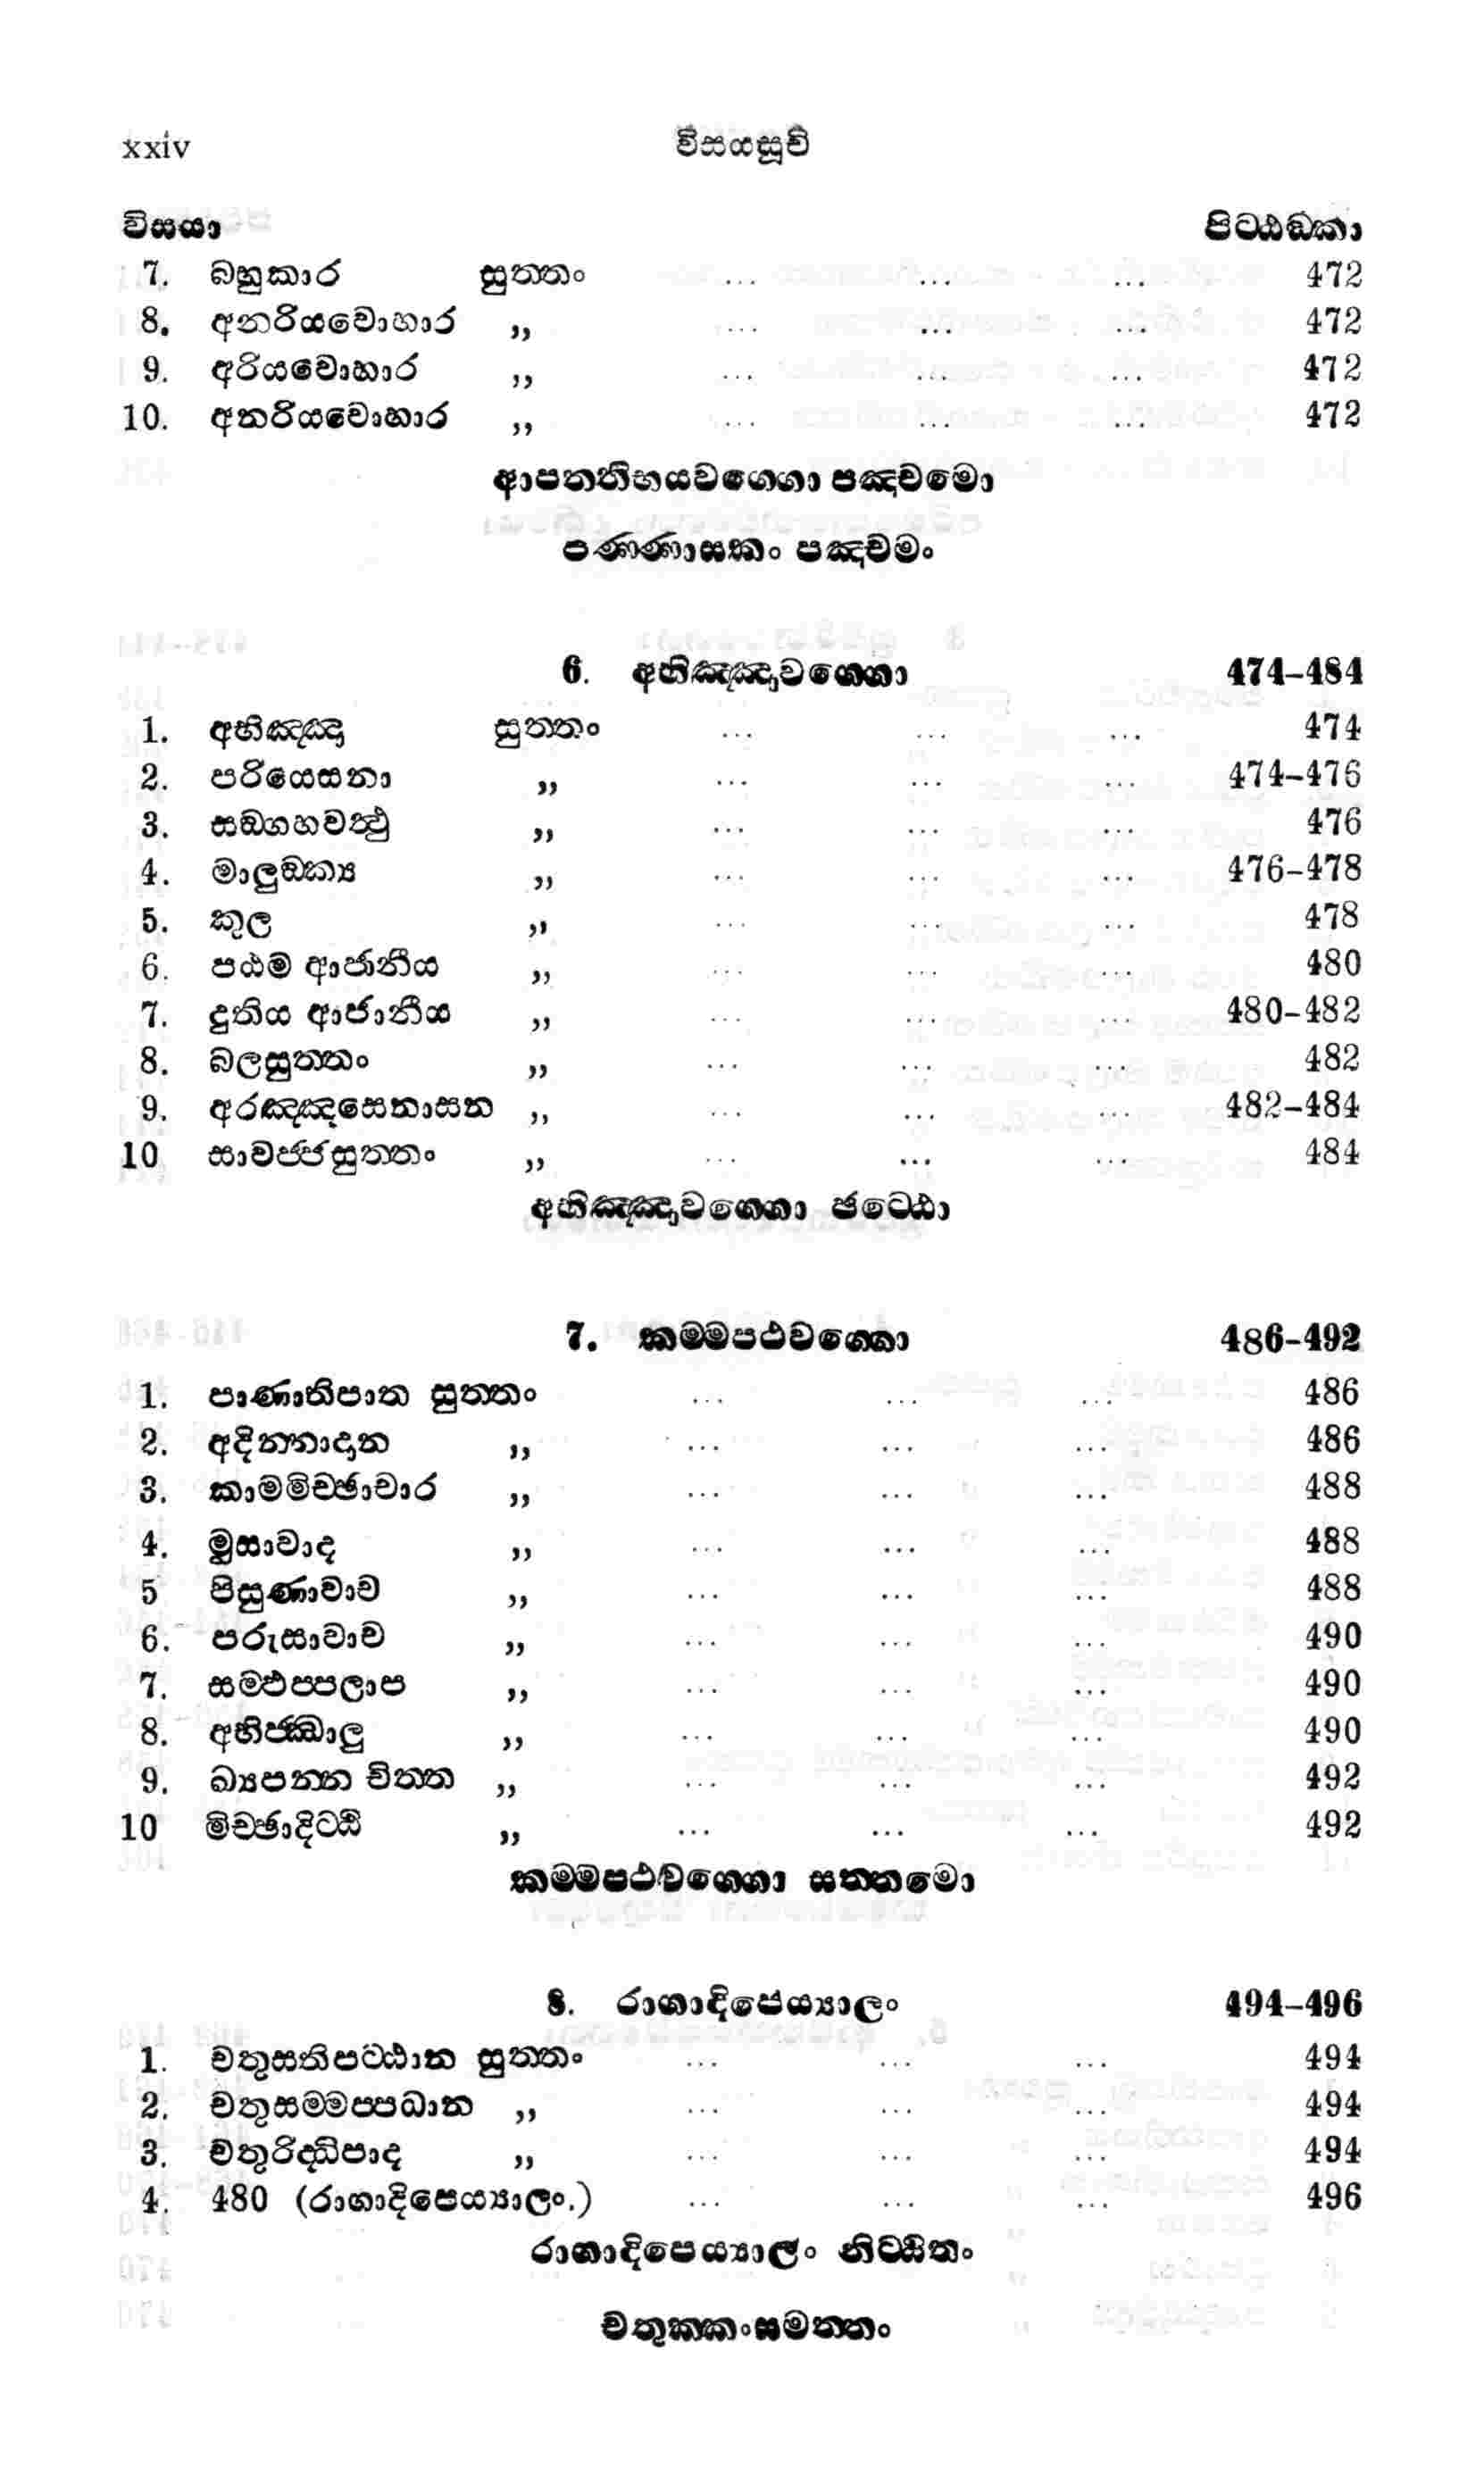 xxiv විසයසූචි
විසයා පිට්ඨඞ්කා
7. බහුකාර සුත්තං ... ... ... 472
8. අනරියවොහාර ,, ... ... ... 472
9. අරියවොහාර ,, ... ... ... 472
10. අනරියවොහාර ,, ... ... ... 472
ආපත්තිභයවග්ගො පඤ්චමො
පණ්ණාසකං පඤ්චමං
6. අභිඤ්ඤාවග්ගො 474-484
1. අභිඤ්ඤා සුත්තං ... ... ... 474
2. පරියෙසනා ,, ... ... ... 474-476
3. සඞ්ගහවත්ථු ,, ... ... ... 476
4. මාලුඞ්ක්‍ය ,, ... ... ... 476-478
5. කුල ,, ... ... ... 478
6. පඨම ආජානීය ,, ... ... ... 480
7. දුතිය ආජානීය ,, ... ... ... 480-482
8. බලසුත්තං ,, ... ... ... 482
9. අරඤ්ඤසෙනාසන ,, ... ... ... 482-484
10 සාවජ්ජසුත්තං ,, ... ... ... 484
අභිඤ්ඤාවග්ගො ඡට්ඨො
7. කම්මපථවග්ගො 486-492
1. පාණාතිපාත සුත්තං ... ... ... 486
2. අදින්නාදාන ,, ... ... ... 486
3. කාමමිච්ඡාචාර ,, ... ... ... 488
4. මුසාවාද ,, ... ... ... 488
5 පිසුණාවාච ,, ... ... ... 488
6. පරුසාවාච ,, ... ... ... 490
7. සම්ඵප්පලාප ,, ... ... ... 490
8. අභිජ්ඣාලු ,, ... ... ... 490
9. ඛ්‍යපන්න චිත්ත ,, ... ... ... 492
10 මිච්ඡාදිට්ඨි ,, ... ... ... 492
කම්මපථවග්ගො සත්තමො
8. රාගාදිපෙය්‍යාලං 494-496
1. චතුසතිපට්ඨාන සුත්තං ... ... ... 494
2. චතුසම්මප්පධාන ,, ... ... ... 494
3. චතුරිද්ධිපාද ,, ... ... ... 494
4. 480 (රාගාදිපෙය්‍යාලං.) ... ... ... 496
රාගාදිපෙය්‍යාලං නිට්ඨිතං
චතුක්කංසමත්තං